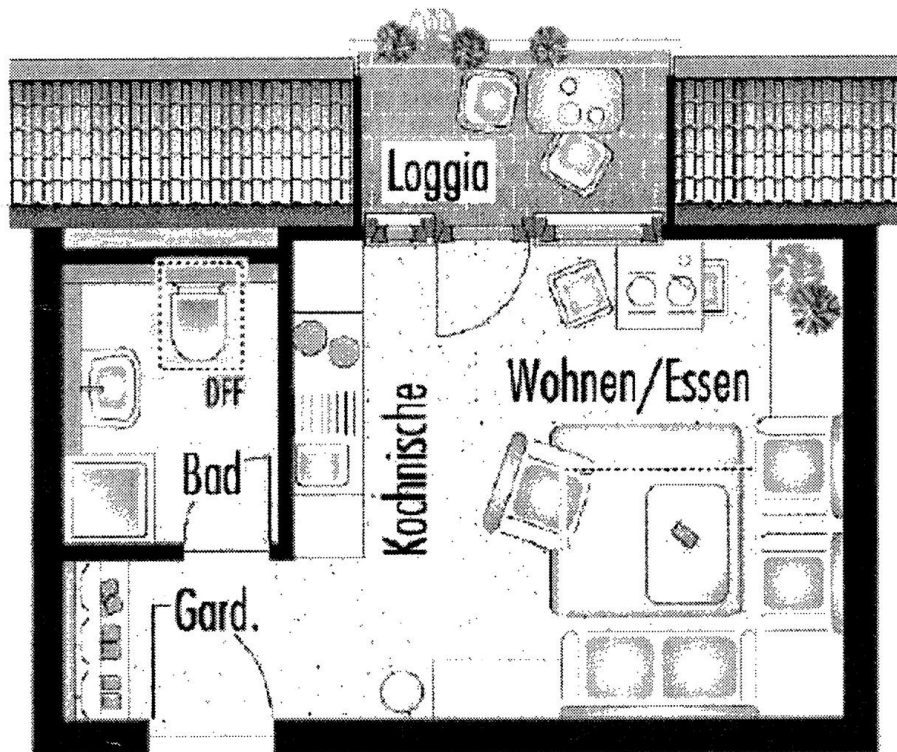 Loggia
Wohnen/Essen
DFF
Kochnische
Bad
Gard.